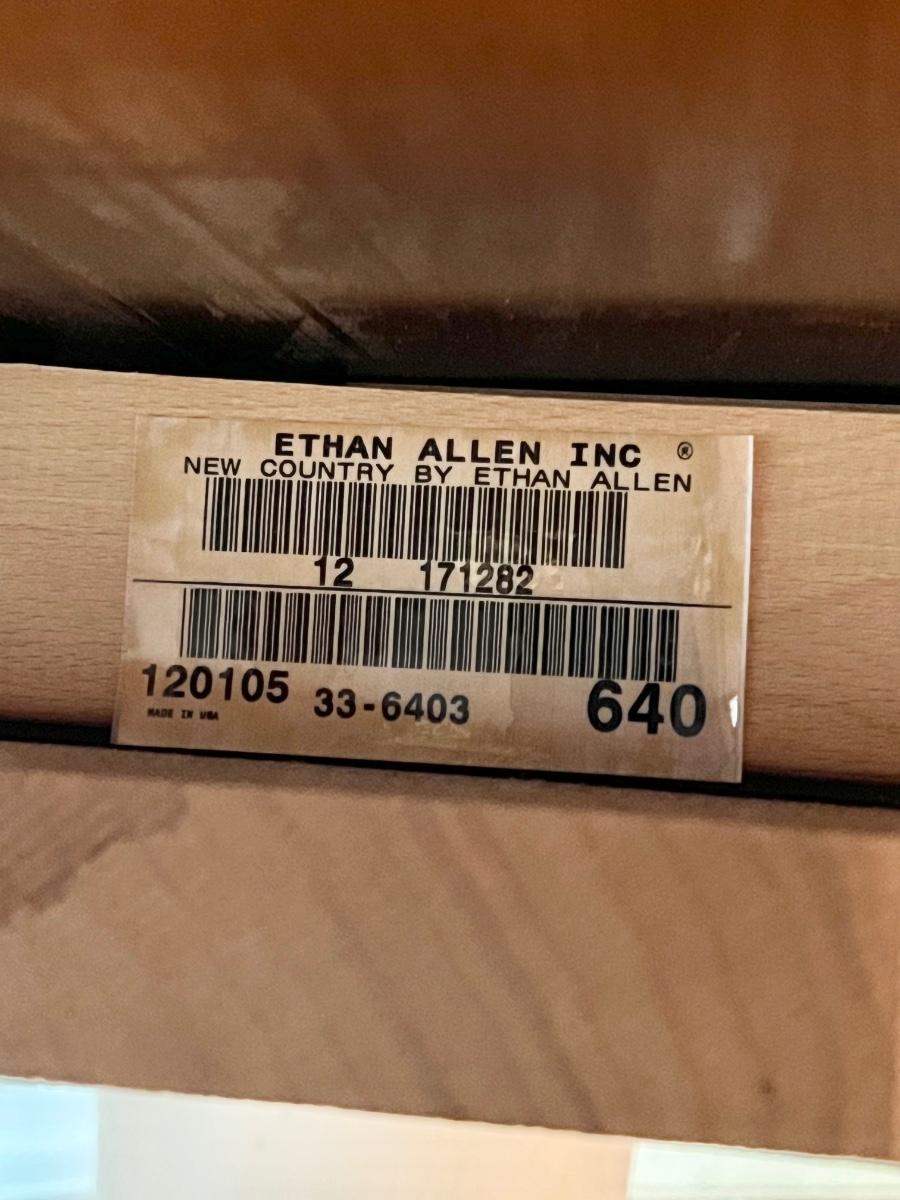 ETHAN ALLEN INC ®
NEW COUNTRY BY ETHAN ALLEN
12 171282
120105 33-6403 640
MADE IN USA